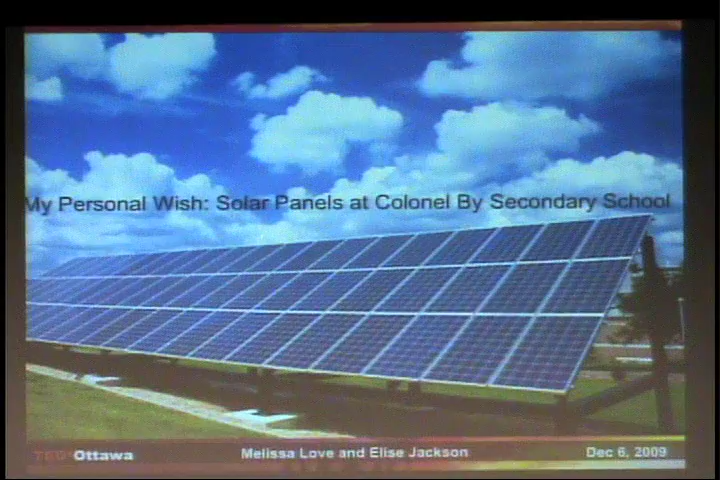 My Personal Wish: Solar Panels at Colonel By Secondary School
TEDxOttawa
Melissa Love and Elise Jackson
Dec 6, 2009